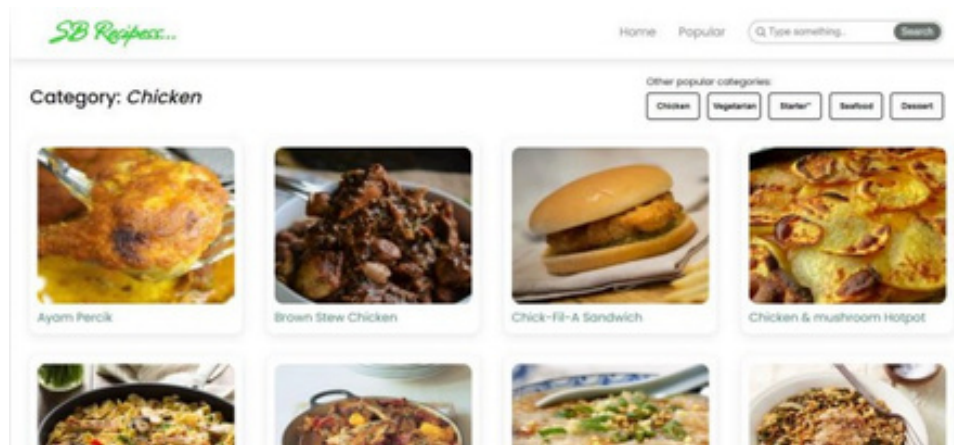 SB Recipess...
Home Popular Type something.. Search
Other popular categories:
Category: Chicken
Chicken Vegetarian Starter" Seafood Dessert
Ayam Percik Brown Stew Chicken Chick-Fil-A Sandwich Chicken & mushroom Hotpot